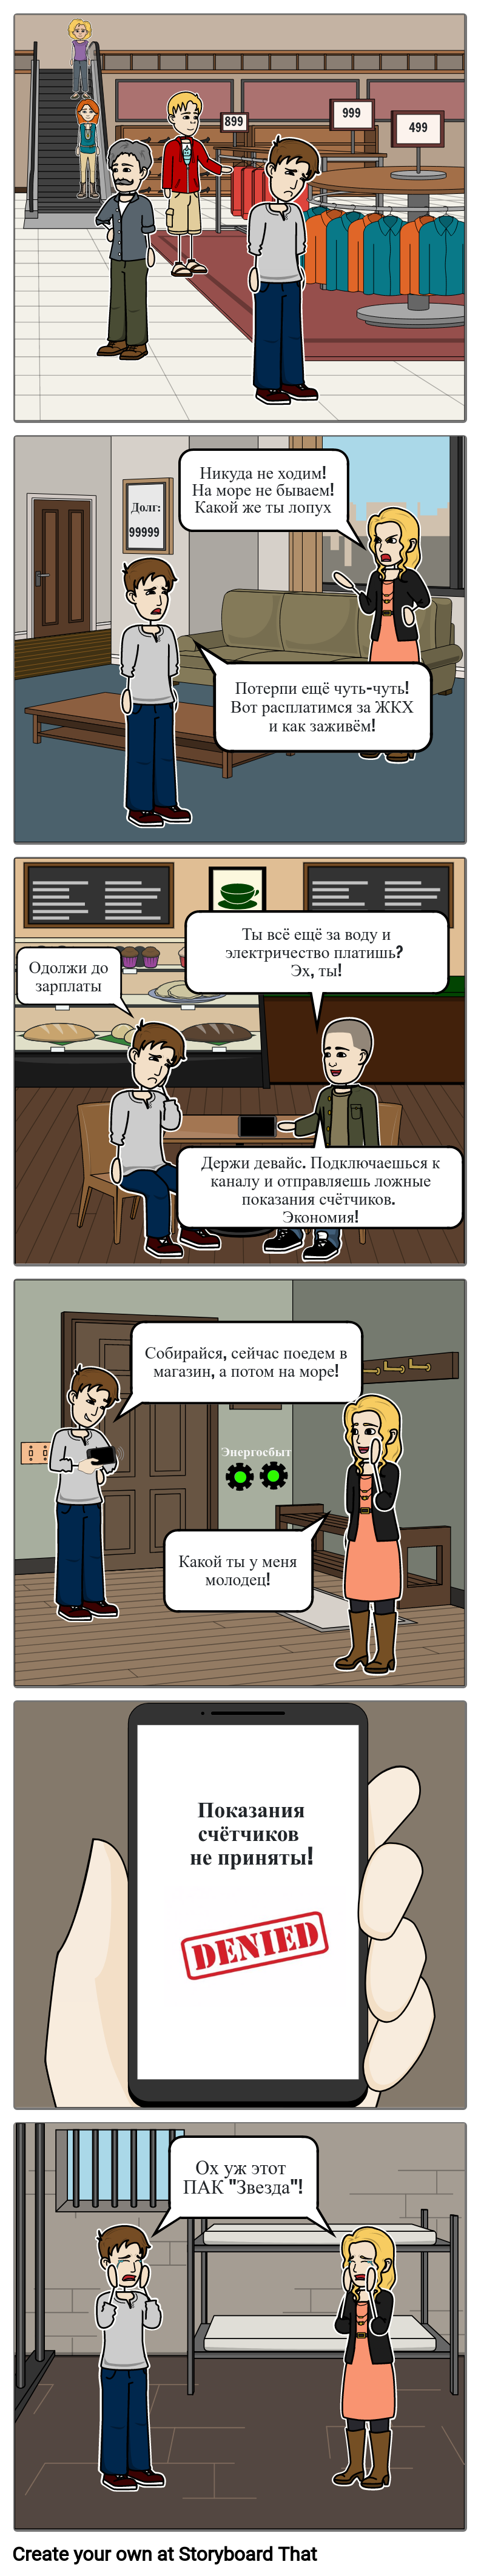 899
999
499
Долг:
99999
Никуда не ходим!
На море не бываем!
Какой же ты лопух
Потерпи ещё чуть-чуть!
Вот расплатимся за ЖКХ
и как заживём!
Одолжи до
зарплаты
Ты всё ещё за воду и
электричество платишь?
Эх, ты!
Держи девайс. Подключаешься к
каналу и отправляешь ложные
показания счётчиков.
Экономия!
Собирайся, сейчас поедем в
магазин, а потом на море!
Энергосбыт
Какой ты у меня
молодец!
Показания
счётчиков
не приняты!
DENIED
Ох уж этот
ПАК "Звезда"!
Create your own at Storyboard That